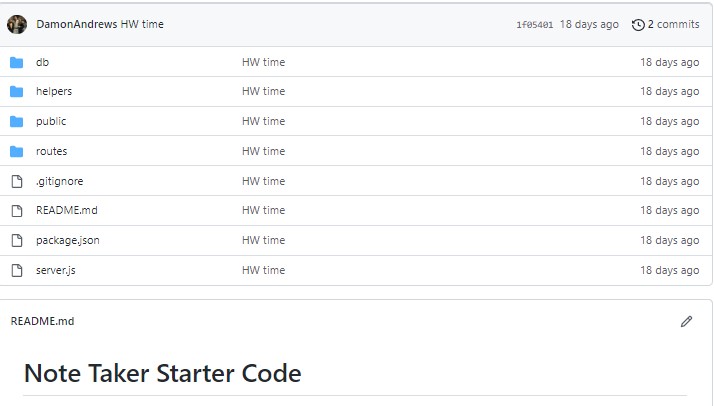 DamonAndrews HW time 1f05401 18 days ago 2 commits
db HW time 18 days ago
helpers HW time 18 days ago
public HW time 18 days ago
routes HW time 18 days ago
.gitignore HW time 18 days ago
README.md HW time 18 days ago
package.json HW time 18 days ago
server.js HW time 18 days ago
README.md
Note Taker Starter Code